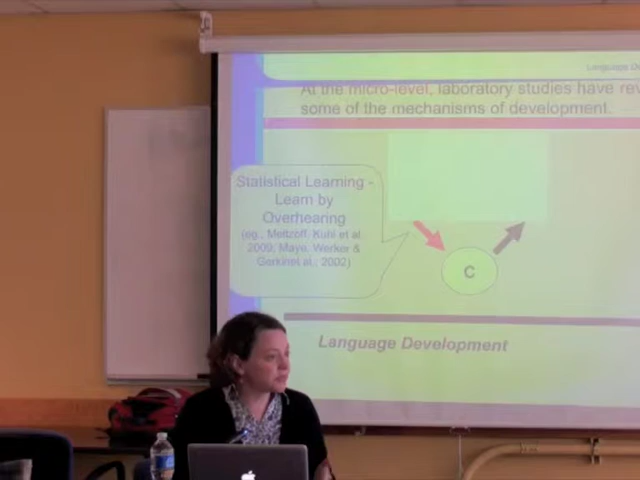 Language De
At the micro-level, laboratory studies have rev
some of the mechanisms of development.
Statistical Learning -
Learn by
Overhearing
(eg., Meltzoff, Kuhl et al
2009; Maye, Werker &
Gerken et al., 2002)
C
Language Development